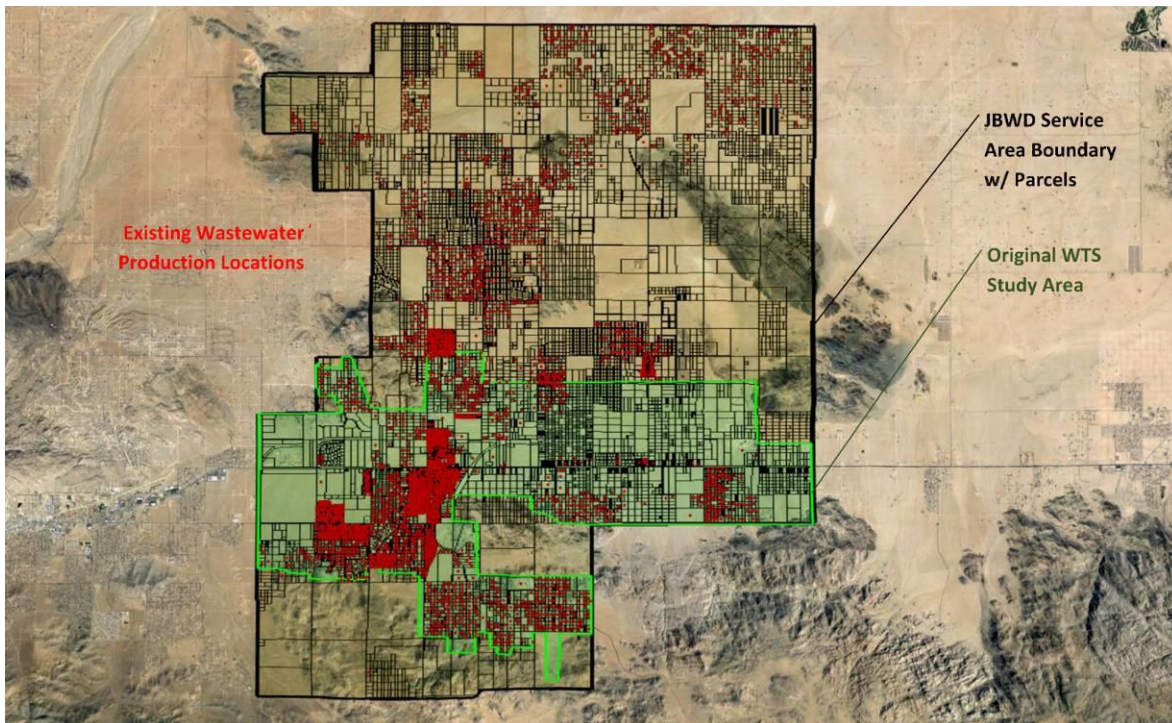 JBWD Service
Area Boundary
w/ Parcels
Existing Wastewater
Production Locations
Original WTS
Study Area